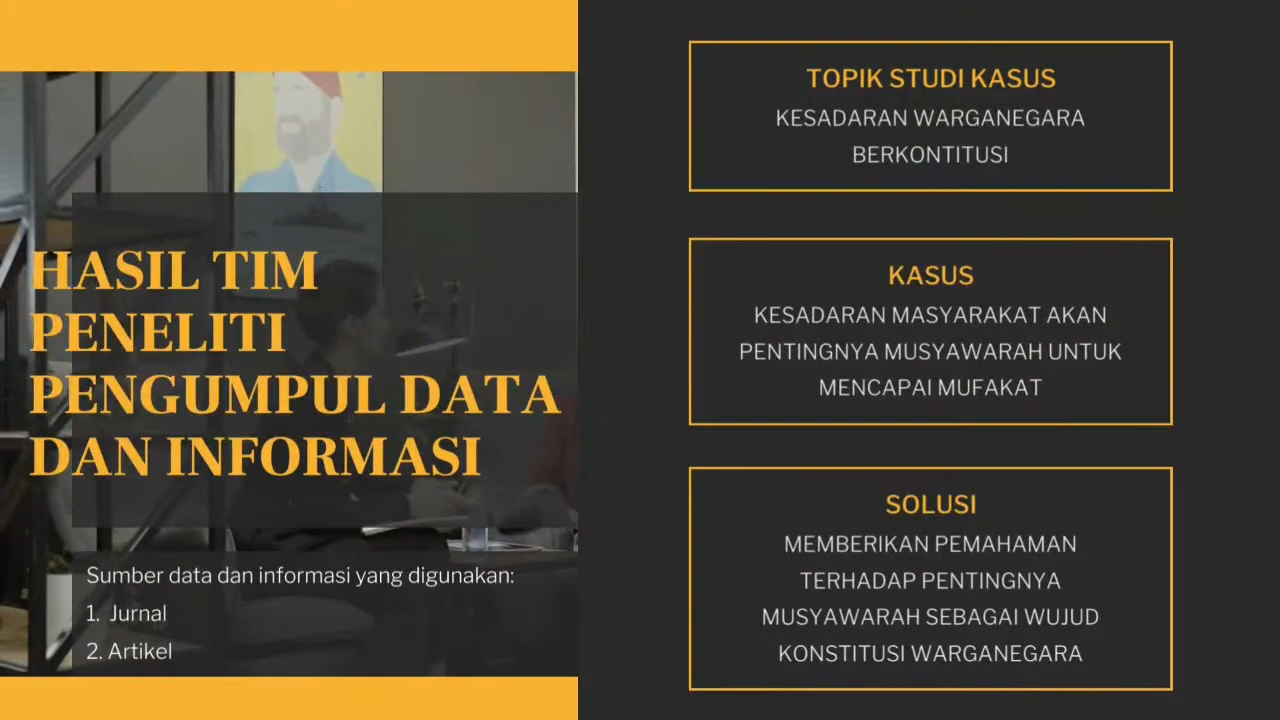 HASIL TIM
PENELITI
PENGUMPUL DATA
DAN INFORMASI
Sumber data dan informasi yang digunakan:
1. Jurnal
2. Artikel
TOPIK STUDI KASUS
KESADARAN WARGANEGARA
BERKONTITUSI
KASUS
KESADARAN MASYARAKAT AKAN
PENTINGNYA MUSYAWARAH UNTUK
MENCAPAI MUFAKAT
SOLUSI
MEMBERIKAN PEMAHAMAN
TERHADAP PENTINGNYA
MUSYAWARAH SEBAGAI WUJUD
KONSTITUSI WARGANEGARA